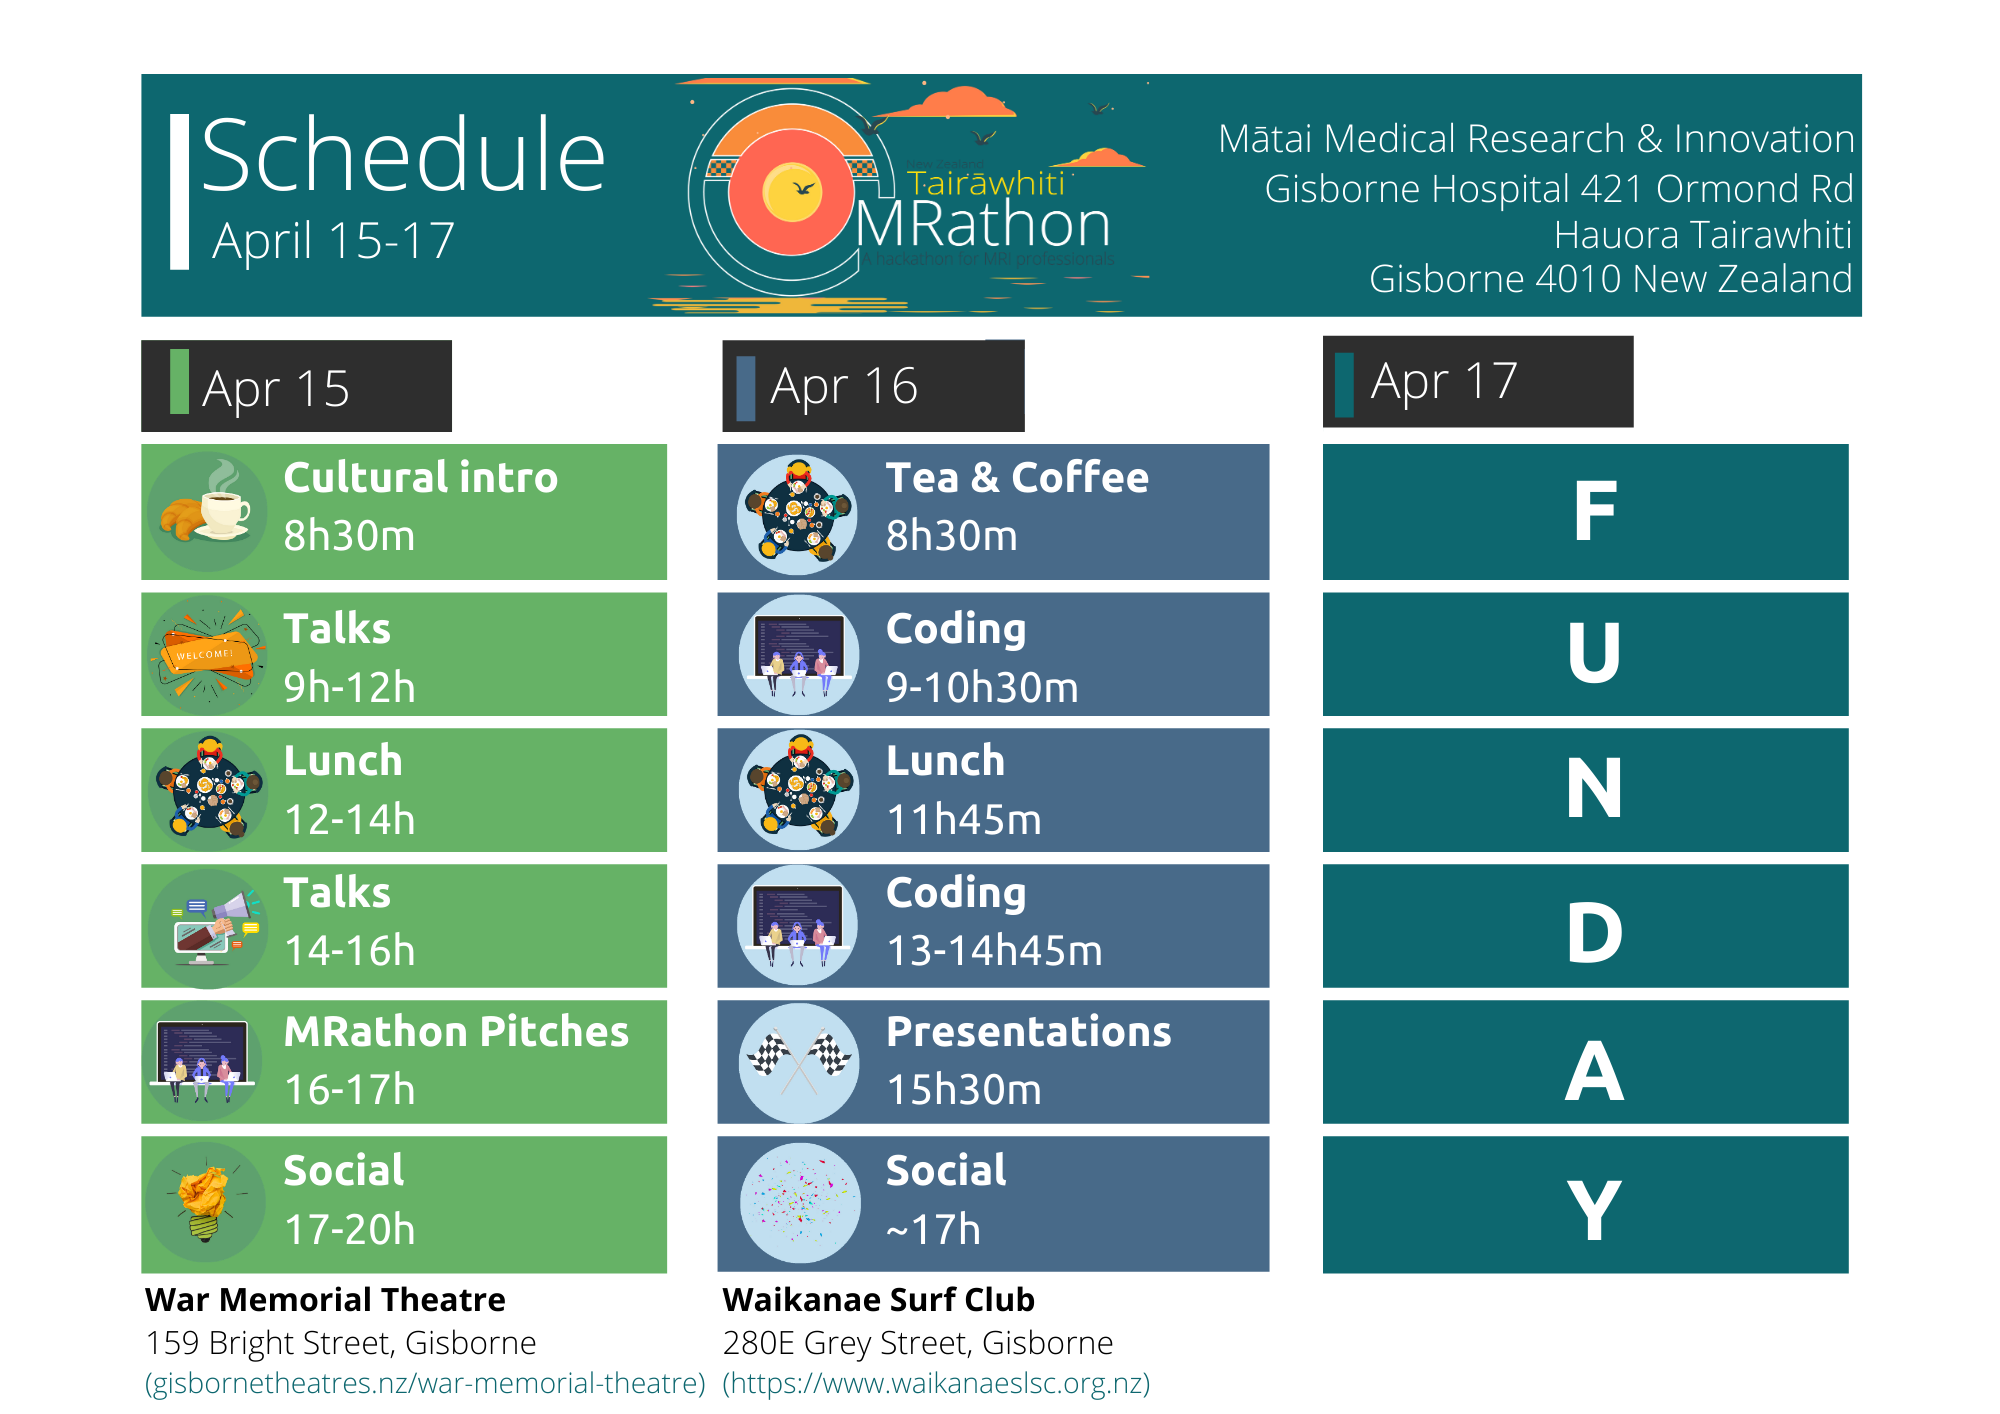 Schedule
April 15-17
New Zealand
Tairāwhiti
MRathon
A hackathon for MRI professionals
Mātai Medical Research & Innovation
Gisborne Hospital 421 Ormond Rd
Hauora Tairawhiti
Gisborne 4010 New Zealand
Apr 15
Cultural intro
8h30m
WELCOME!
Talks
9h-12h
Lunch
12-14h
Talks
14-16h
MRathon Pitches
16-17h
Social
17-20h
War Memorial Theatre
159 Bright Street, Gisborne
(gisbornetheatres.nz/war-memorial-theatre)
Apr 16
Tea & Coffee
8h30m
Coding
9-10h30m
Lunch
11h45m
Coding
13-14h45m
Presentations
15h30m
Social
~17h
Waikanae Surf Club
280E Grey Street, Gisborne
(https://www.waikanaeslsc.org.nz)
Apr 17
F
U
N
D
A
Y